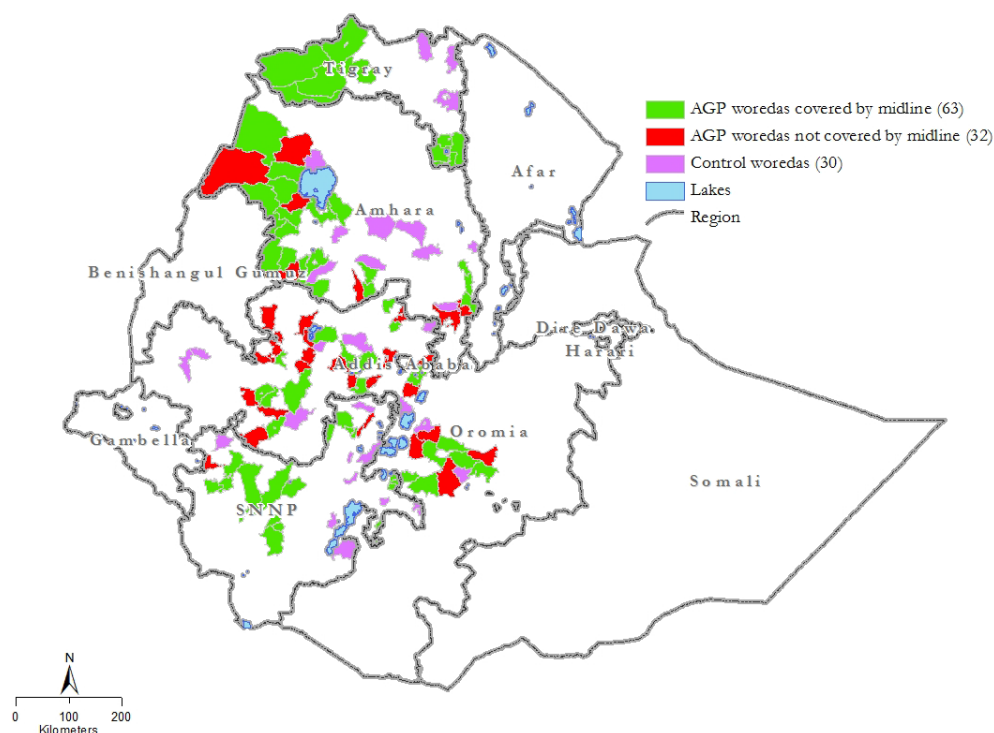 Tigray
AGP woredas covered by midline (63)
AGP woredas not covered by midline (32)
Control woredas (30)
Lakes
Region
Afar
Amhara
Benishangul Gumuz
Dire Dawa
Harari
Addis Ababa
Oromia
Gambella
Somali
SNNP
N
0 100 200
Kilometers